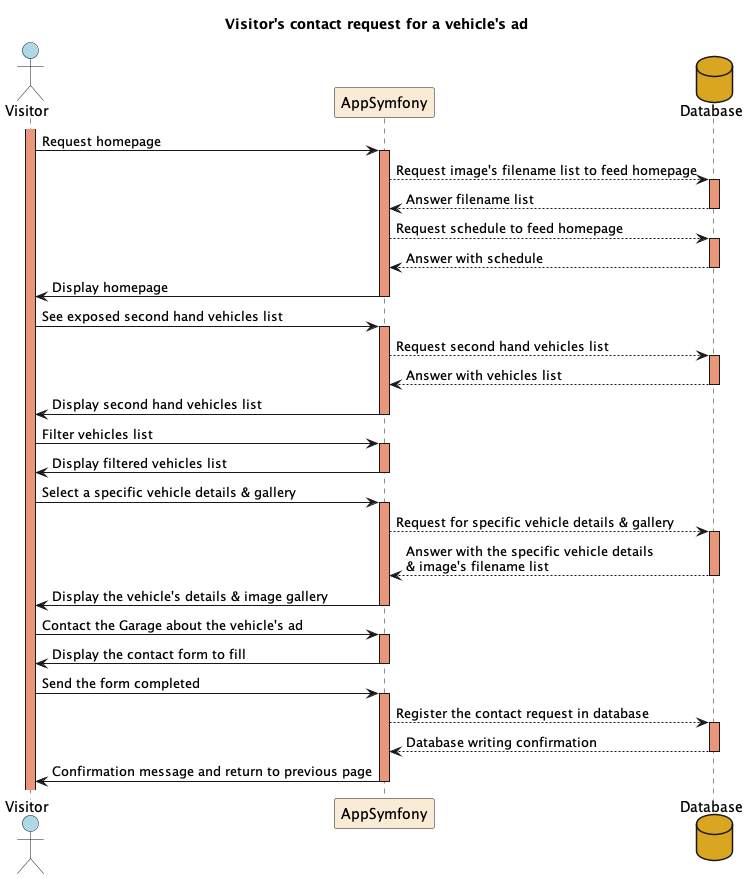 Visitor's contact request for a vehicle's ad
Visitor
AppSymfony
Database
Request homepage
Request image's filename list to feed homepage
Answer filename list
Request schedule to feed homepage
Answer with schedule
Display homepage
See exposed second hand vehicles list
Request second hand vehicles list
Answer with vehicles list
Display second hand vehicles list
Filter vehicles list
Display filtered vehicles list
Select a specific vehicle details & gallery
Request for specific vehicle details & gallery
Answer with the specific vehicle details
& image's filename list
Display the vehicle's details & image gallery
Contact the Garage about the vehicle's ad
Display the contact form to fill
Send the form completed
Register the contact request in database
Database writing confirmation
Confirmation message and return to previous page
Visitor
AppSymfony
Database